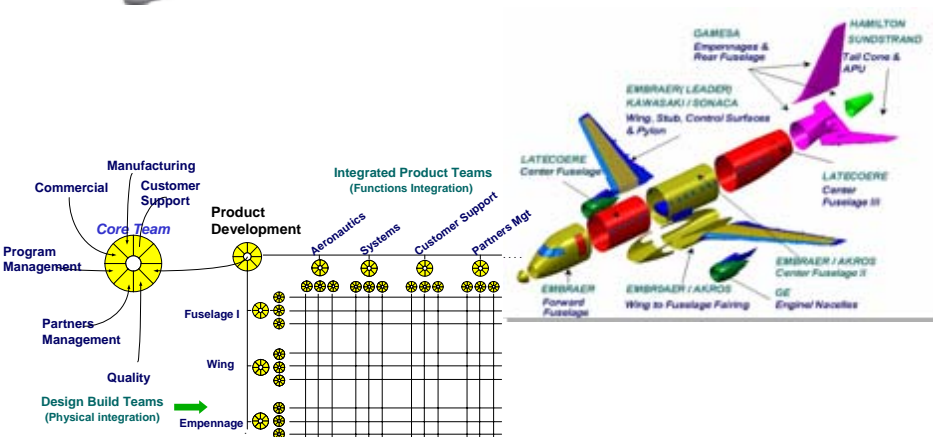 Manufacturing
Commercial
Customer
Support
Core Team
Program
Management
Partners
Management
Quality
Design Build Teams
(Physical integration)
Product
Development
Integrated Product Teams
(Functions Integration)
Aeronautics
Systems
Customer Support
Partners Mgt
Fuselage I
Wing
Empennage
GAMESA
Empennages &
Rear Fuselage
HAMILTON
SUNDSTRAND
Tail Cone &
APU
EMBRAER( LEADER)
KAWASAKI / SONACA
Wing, Stub, Control Surfaces
& Pylon
LATECOERE
Center Fuselage
LATECOERE
Center
Fuselage III
EMBRAER / AKROS
Center Fuselage II
EMBRAER
Forward
Fuselage
EMBRAER / AKROS
Wing to Fuselage Fairing
GE
Engine/ Nacelles